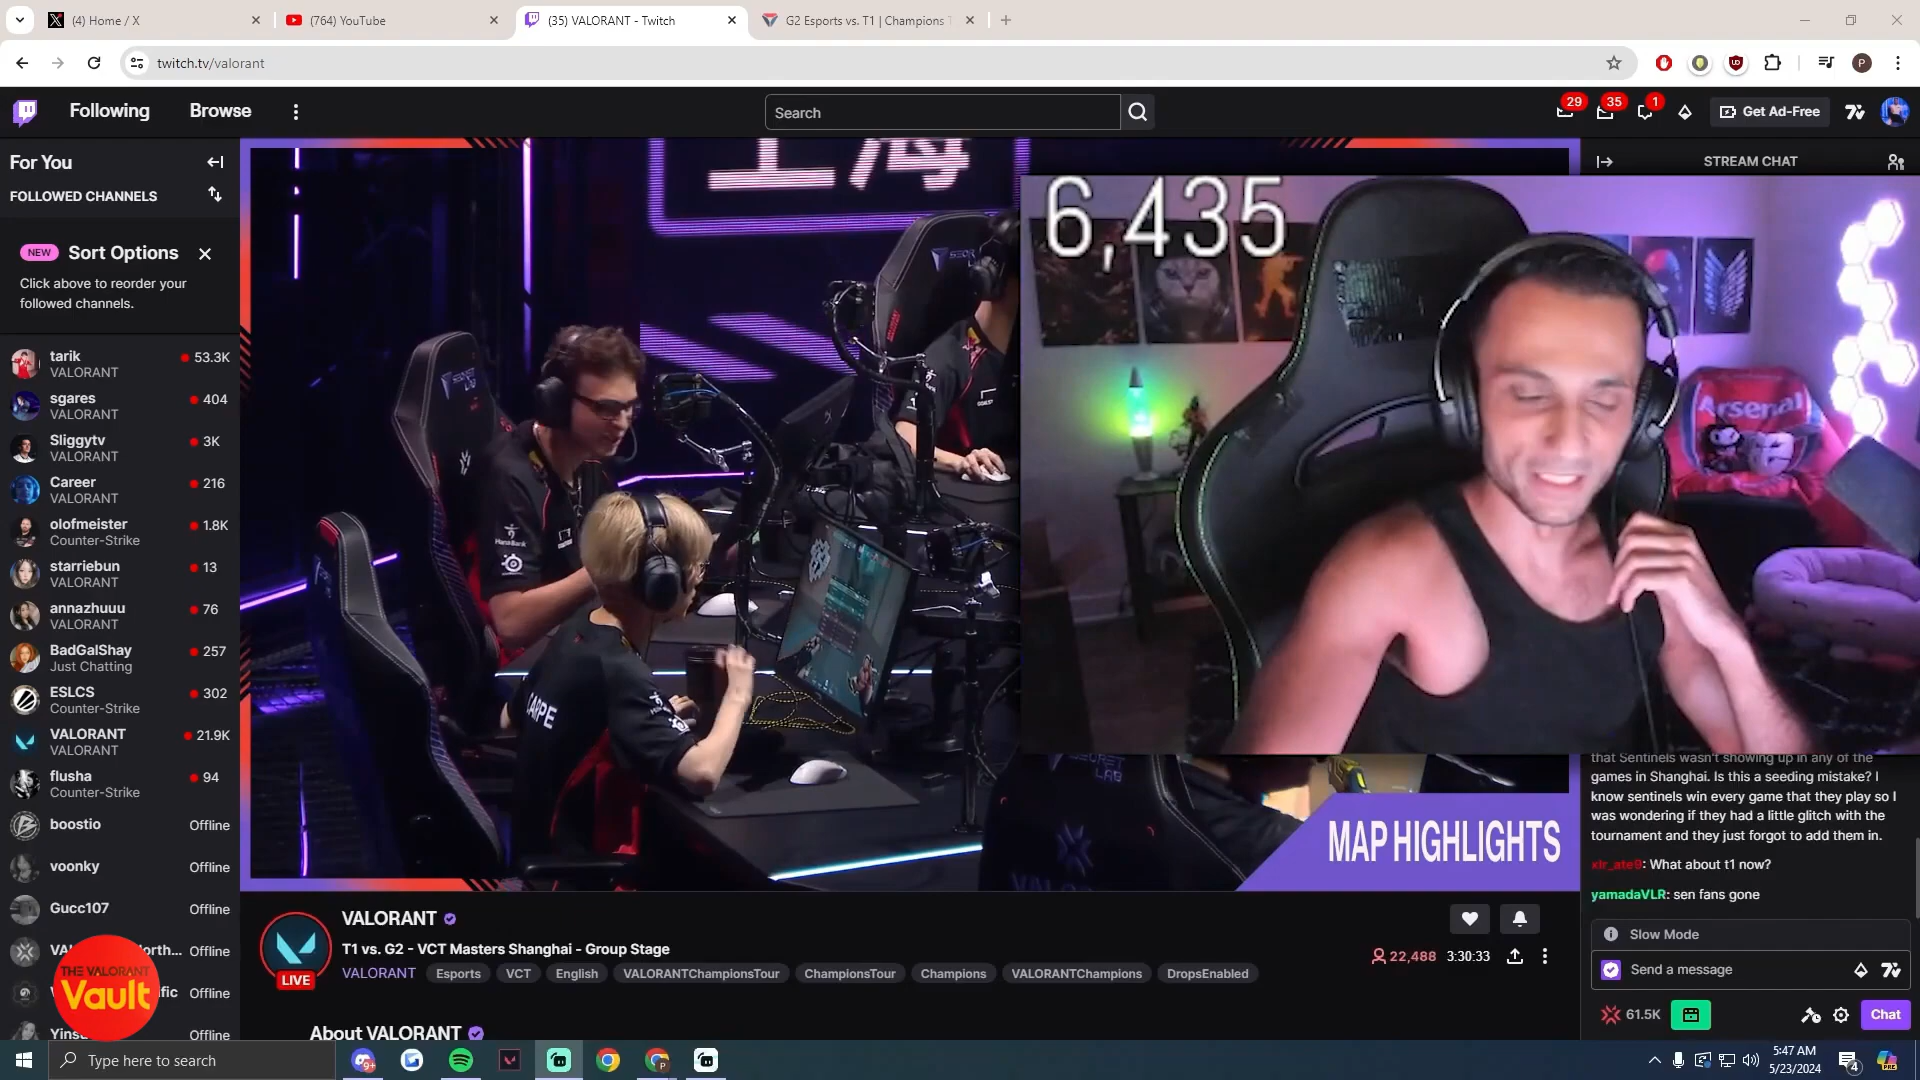 (4) Home / X
(764) YouTube
(35) VALORANT - Twitch
G2 Esports vs. T1 | Champions T
twitch.tv/valorant
P
Following
Browse
Search
29
35
1
Get Ad-Free
For You
FOLLOWED CHANNELS
NEW
Sort Options
Click above to reorder your
followed channels.
tarik
VALORANT
53.3K
sgares
VALORANT
404
Sliggytv
VALORANT
3K
Career
VALORANT
216
olofmeister
Counter-Strike
1.8K
starriebun
VALORANT
13
annazhuuu
VALORANT
76
BadGalShay
Just Chatting
257
ESLCS
Counter-Strike
302
VALORANT
VALORANT
21.9K
flusha
Counter-Strike
94
boostio
Offline
voonky
Offline
Gucc107
Offline
Offline
Offline
Offline
THE VALORANT
Vault
上海
CARPE
SECRET
LAB
MAP HIGHLIGHTS
6,435
Arsenal
STREAM CHAT
that Sentinels wasn't showing up in any of the
games in Shanghai. Is this a seeding mistake? I
know sentinels win every game that they play so I
was wondering if they had a little glitch with the
tournament and they just forgot to add them in.
xlr_ate9: What about t1 now?
yamadaVLR: sen fans gone
Slow Mode
Send a message
61.5K
Chat
LIVE
VALORANT
T1 vs. G2 - VCT Masters Shanghai - Group Stage
VALORANT
Esports
VCT
English
VALORANTChampionsTour
ChampionsTour
Champions
VALORANTChampions
DropsEnabled
22,488
3:30:33
About VALORANT
Type here to search
9+
5:47 AM
5/23/2024
4